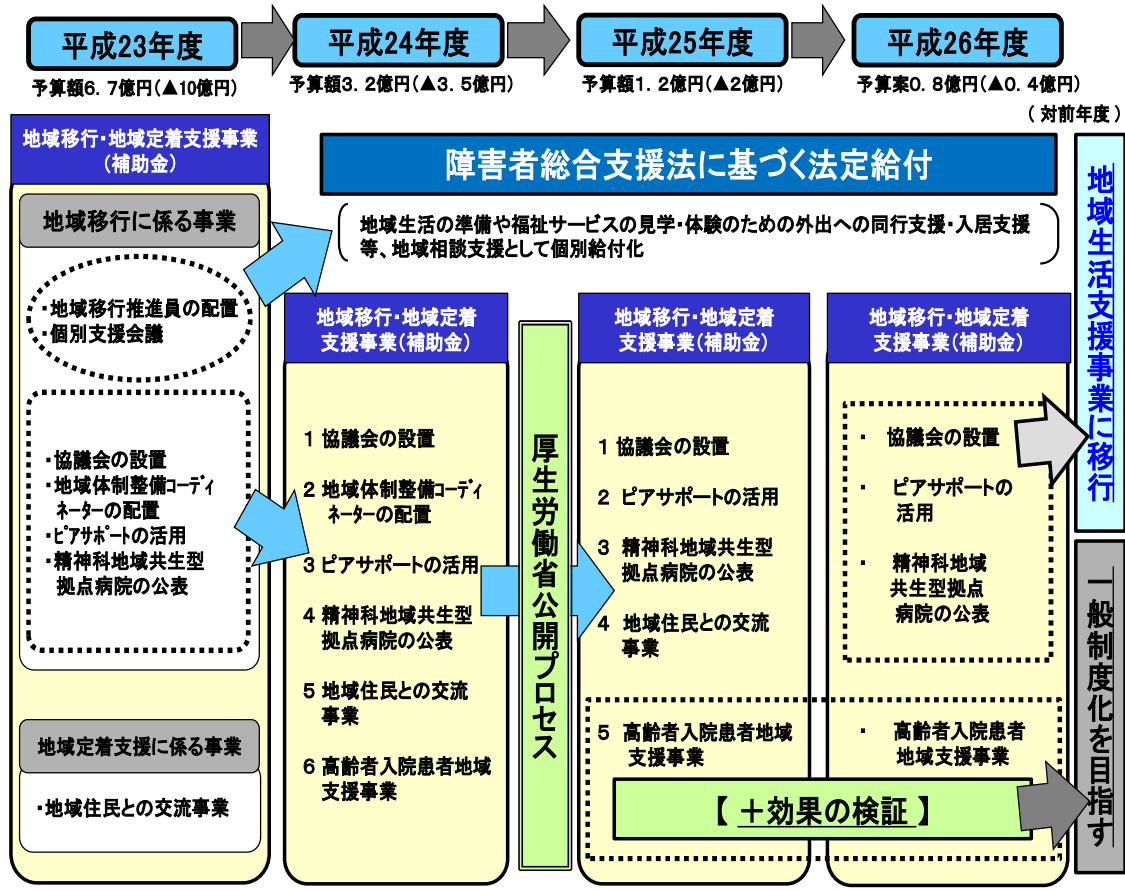 平成23年度
平成24年度
平成25年度
平成26年度
予算額6．7億円（▲10億円）
予算額3．2億円（▲3．5億円）
予算額1．2億円（▲2億円）
予算案0．8億円（▲0．4億円）
（対前年度）
地域移行・地域定着支援事業
（補助金）
地域移行に係る事業
・地域移行推進員の配置
・個別支援会議
・協議会の設置
・地域体制整備コーディ
ネーターの配置
・ピアサポートの活用
・精神科地域共生型
拠点病院の公表
地域定着支援に係る事業
・地域住民との交流事業
障害者総合支援法に基づく法定給付
地域生活の準備や福祉サービスの見学・体験のための外出への同行支援・入居支援
等、地域相談支援として個別給付化
地域移行・地域定着
支援事業（補助金）
1 協議会の設置
2 地域体制整備コーディ
ネーターの配置
3 ピアサポートの活用
4 精神科地域共生型
拠点病院の公表
5 地域住民との交流
事業
6 高齢者入院患者地域
支援事業
厚生労働省公開プロセス
地域移行・地域定着
支援事業（補助金）
1 協議会の設置
2 ピアサポートの活用
3 精神科地域共生型
拠点病院の公表
4 地域住民との交流
事業
5 高齢者入院患者地域
支援事業
地域移行・地域定着
支援事業（補助金）
・ 協議会の設置
・ ピアサポートの
活用
・ 精神科地域
共生型拠点
病院の公表
・ 高齢者入院患者
地域支援事業
【 ＋効果の検証 】
地域生活支援事業に移行
一般制度化を目指す